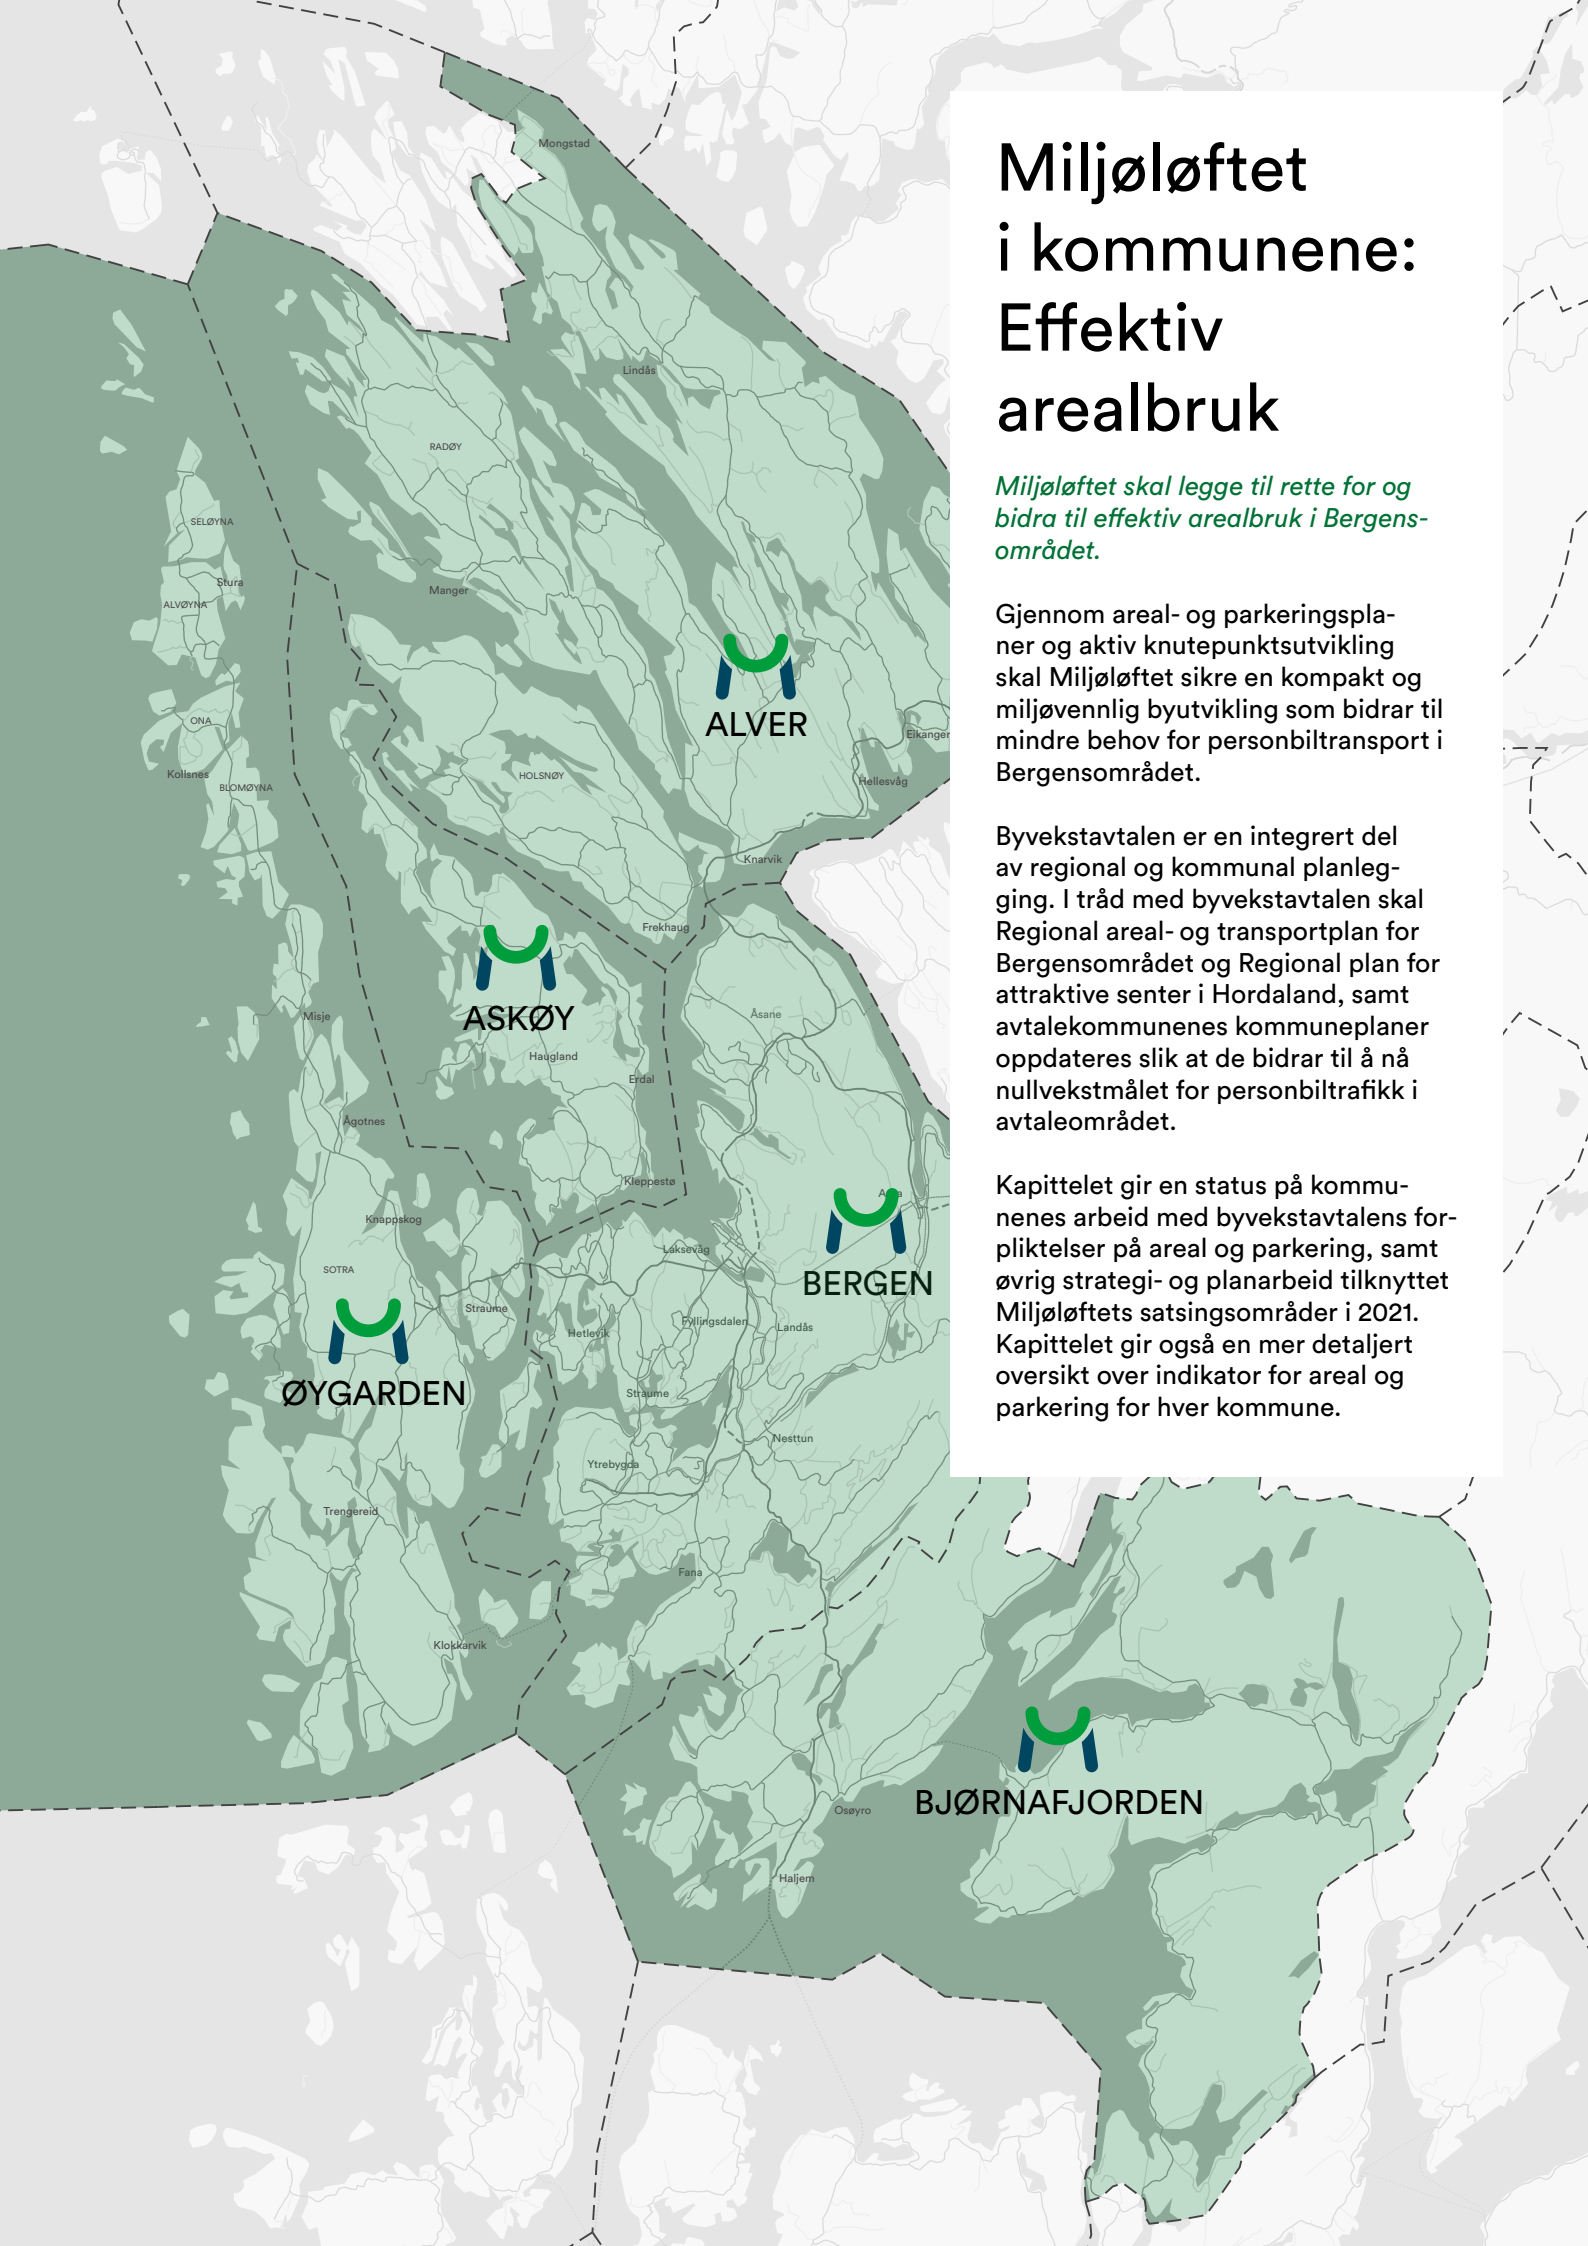 Miljøløftet
i kommunene:
Effektiv
arealbruk
Miljøløftet skal legge til rette for og
bidra til effektiv arealbruk i Bergens-
området.
Gjennom areal- og parkeringspla-
ner og aktiv knutepunktsutvikling
skal Miljøløftet sikre en kompakt og
miljøvennlig byutvikling som bidrar til
mindre behov for personbiltransport i
Bergensområdet.
Byvekstavtalen er en integrert del
av regional og kommunal planleg-
ging. I tråd med byvekstavtalen skal
Regional areal- og transportplan for
Bergensområdet og Regional plan for
attraktive senter i Hordaland, samt
avtalekommunenes kommuneplaner
oppdateres slik at de bidrar til å nå
nullvekstmålet for personbiltrafikk i
avtaleområdet.
Kapittelet gir en status på kommu-
nenes arbeid med byvekstavtalens for-
pliktelser på areal og parkering, samt
øvrig strategi- og planarbeid tilknyttet
Miljøløftets satsingsområder i 2021.
Kapittelet gir også en mer detaljert
oversikt over indikator for areal og
parkering for hver kommune.
Mongstad
Lindås
RADØY
SELØYNA
Stura
ALVØYNA
Manger
ALVER
ONA
Eikanger
Kolisnes
HOLSNØY
BLOMØYNA
Hellesvåg
Knarvik
Frekhaug
ASKØY
Misje
Åsane
Haugland
Erdal
Ågotnes
Kleppestø
Knappskog
Laksevåg
SOTRA
BERGEN
Straume
Fyllingsdalen
Landås
Hetlevik
ØYGARDEN
Straume
Nesttun
Ytrebygda
Trengereid
Fana
Klokkarvik
BJØRNAFJORDEN
Osøyro
Haljem